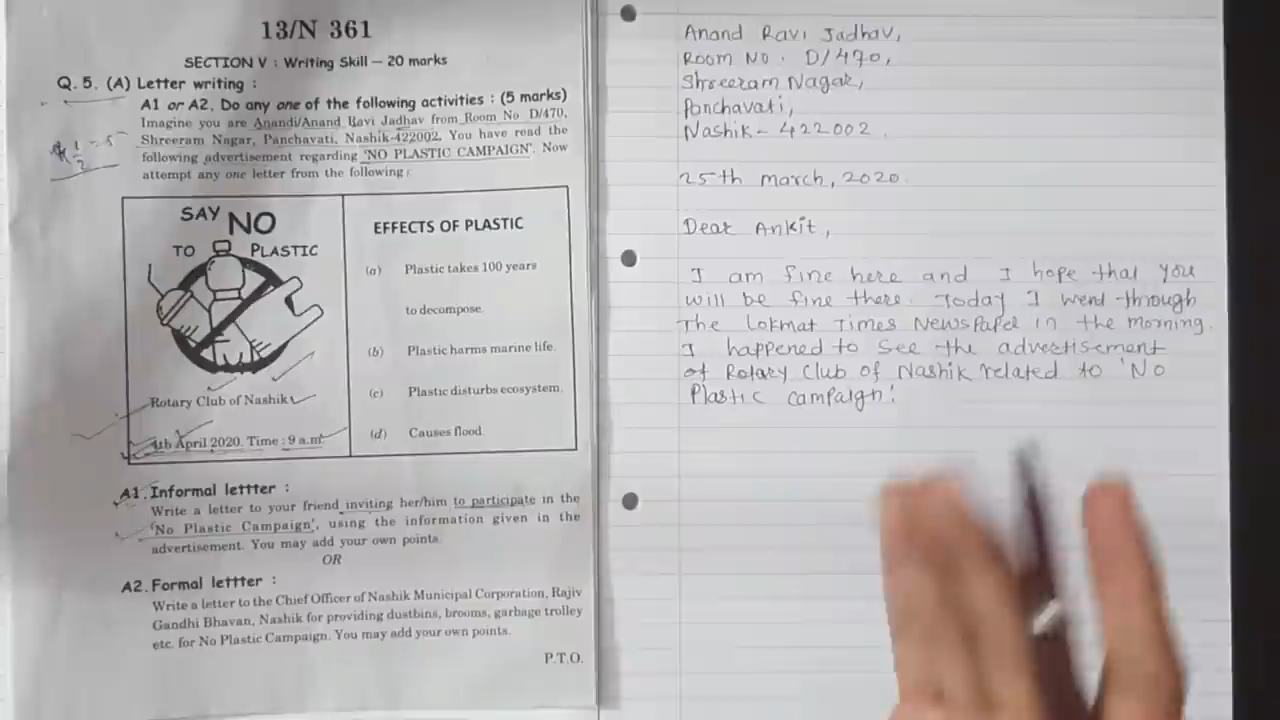 13/N 361
SECTION V : Writing Skill – 20 marks
Q. 5. (A) Letter writing :
A1 or A2. Do any one of the following activities : (5 marks)
Imagine you are Anandi/Anand Ravi Jadhav from Room No D/470,
Shreeram Nagar, Panchavati, Nashik-422002. You have read the
following advertisement regarding 'NO PLASTIC CAMPAIGN'. Now
attempt any one letter from the following:
SAY NO
TO PLASTIC
Rotary Club of Nashik
4th April 2020. Time : 9 a.m.
EFFECTS OF PLASTIC
(a) Plastic takes 100 years
to decompose.
(b) Plastic harms marine life.
(c) Plastic disturbs ecosystem.
(d) Causes flood.
A1. Informal lettter :
Write a letter to your friend inviting her/him to participate in the
'No Plastic Campaign', using the information given in the
advertisement. You may add your own points.
OR
A2. Formal lettter :
Write a letter to the Chief Officer of Nashik Municipal Corporation, Rajiv
Gandhi Bhavan, Nashik for providing dustbins, brooms, garbage trolley
etc. for No Plastic Campaign. You may add your own points.
P.T.O.
Anand Ravi Jadhav,
Room No. D/470,
Shreeram Nagar,
Panchavati,
Nashik - 422002.
25th march, 2020.
Dear Ankit,
I am fine here and I hope that you
will be fine there. Today I went through
The Lokmat Times Newspaper in the morning.
I happened to see the advertisement
of Rotary Club of Nashik related to 'No
Plastic campaign'.